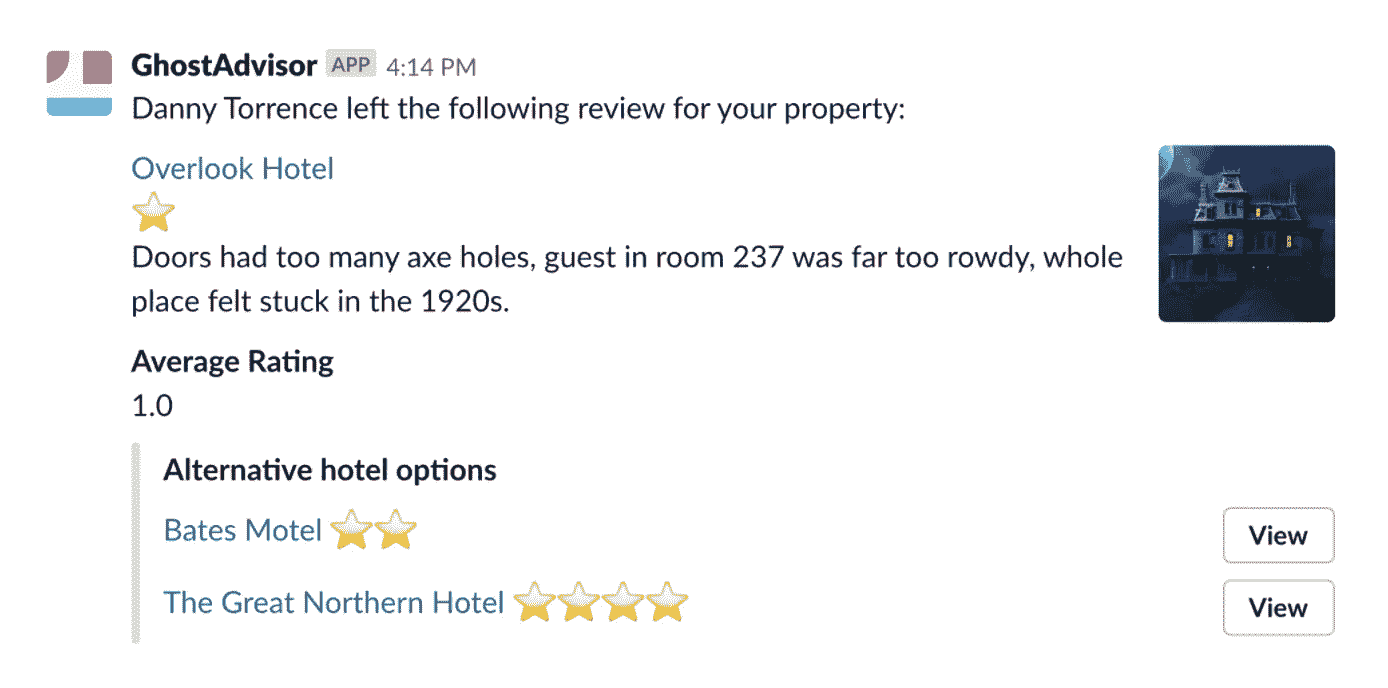 GhostAdvisor APP 4:14 PM
Danny Torrence left the following review for your property:
Overlook Hotel
Doors had too many axe holes, guest in room 237 was far too rowdy, whole
place felt stuck in the 1920s.
Average Rating
1.0
Alternative hotel options
Bates Motel
View
The Great Northern Hotel
View